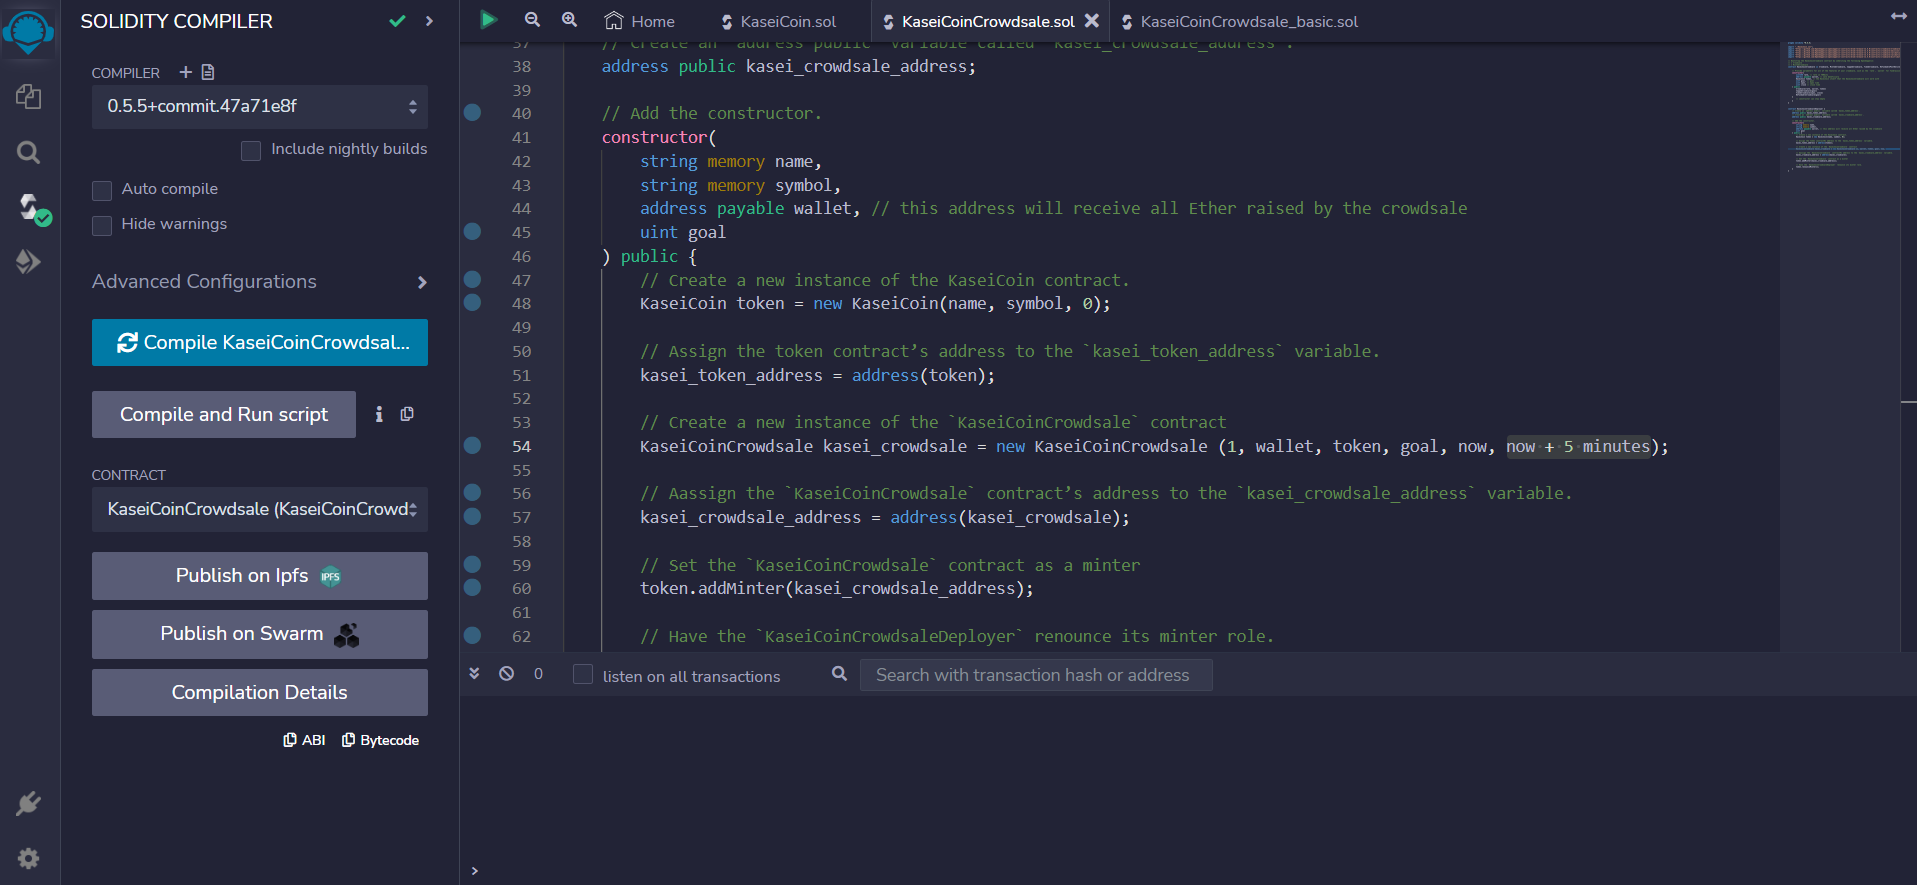 SOLIDITY COMPILER
COMPILER
0.5.5+commit.47a71e8f
Include nightly builds
Auto compile
Hide warnings
Advanced Configurations
Compile KaseiCoinCrowdsal...
Compile and Run script
CONTRACT
KaseiCoinCrowdsale (KaseiCoinCrowd
Publish on Ipfs IPFS
Publish on Swarm
Compilation Details
ABI Bytecode
Home KaseiCoin.sol KaseiCoinCrowdsale.sol KaseiCoinCrowdsale_basic.sol
37 // Create an `address public` variable called `kasei_crowdsale_address`.
38 address public kasei_crowdsale_address;
39
40 // Add the constructor.
41 constructor(
42 string memory name,
43 string memory symbol,
44 address payable wallet, // this address will receive all Ether raised by the crowdsale
45 uint goal
46 ) public {
47 // Create a new instance of the KaseiCoin contract.
48 KaseiCoin token = new KaseiCoin(name, symbol, 0);
49
50 // Assign the token contract’s address to the `kasei_token_address` variable.
51 kasei_token_address = address(token);
52
53 // Create a new instance of the `KaseiCoinCrowdsale` contract
54 KaseiCoinCrowdsale kasei_crowdsale = new KaseiCoinCrowdsale (1, wallet, token, goal, now, now + 5 minutes);
55
56 // Aassign the `KaseiCoinCrowdsale` contract’s address to the `kasei_crowdsale_address` variable.
57 kasei_crowdsale_address = address(kasei_crowdsale);
58
59 // Set the `KaseiCoinCrowdsale` contract as a minter
60 token.addMinter(kasei_crowdsale_address);
61
62 // Have the `KaseiCoinCrowdsaleDeployer` renounce its minter role.
0 listen on all transactions Search with transaction hash or address
>